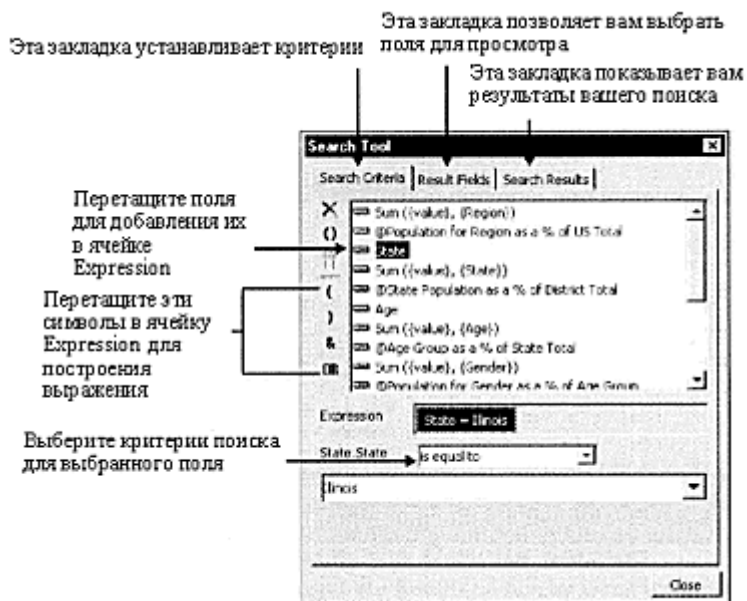 Эта закладка устанавливает критерии
Эта закладка позволяет вам выбрать
поля для просмотра
Эта закладка показывает вам
результаты вашего поиска
Search Tool
Search Criteria
Result Fields
Search Results
Перетащите поля
для добавления их
в ячейке
Expression
Перетащите эти
символы в ячейку
Expression для
построения
выражения
Выберите критерии поиска
для выбранного поля
Sum ({value}, {Region})
@Population for Region as a % of US Total
State
Sum ({value}, {State})
@State Population as a % of District Total
Age
Sum ({value}, {Age})
@Age Group as a % of State Total
Sum ({value}, {Gender})
@Population for Gender as a % of Age Group
()
(
)
&
OR
Expression
State = Illinois
State.State
is equal to
Illinois
Close